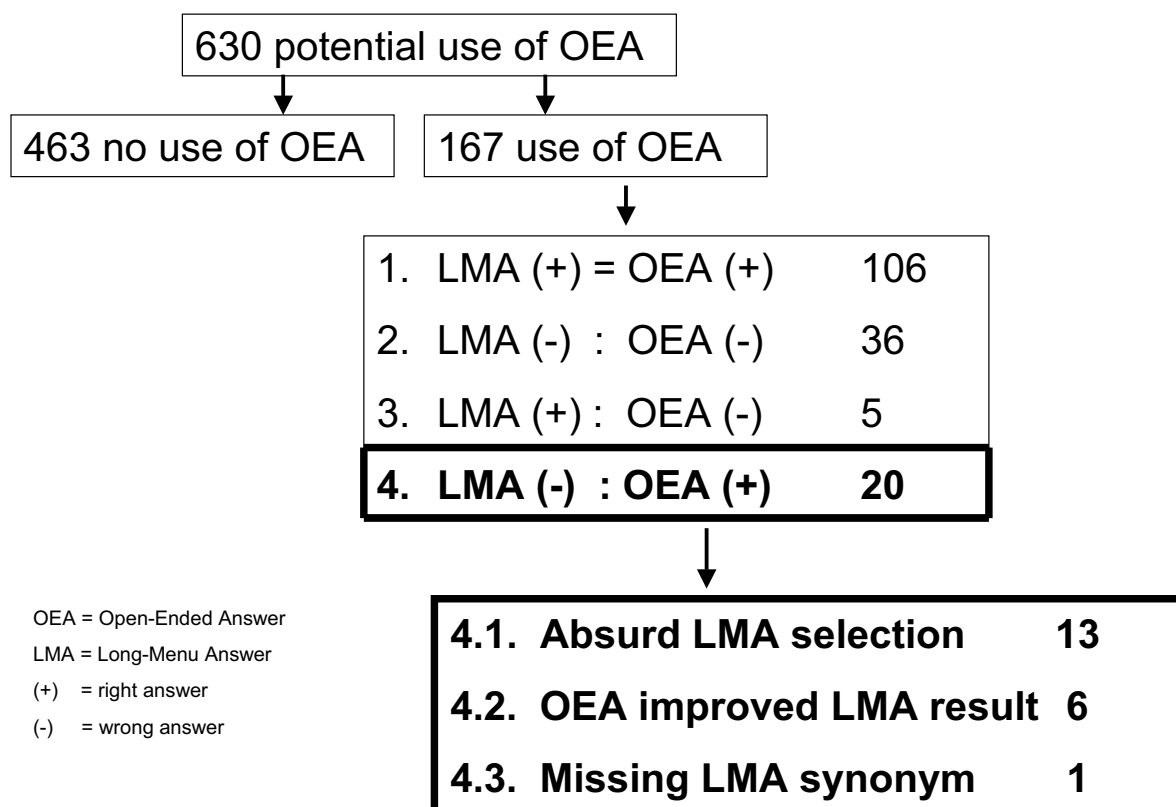 630 potential use of OEA
463 no use of OEA
167 use of OEA
1. LMA (+) = OEA (+) 106
2. LMA (-) : OEA (-) 36
3. LMA (+) : OEA (-) 5
4. LMA (-) : OEA (+) 20
OEA = Open-Ended Answer
LMA = Long-Menu Answer
(+) = right answer
(-) = wrong answer
4.1. Absurd LMA selection 13
4.2. OEA improved LMA result 6
4.3. Missing LMA synonym 1